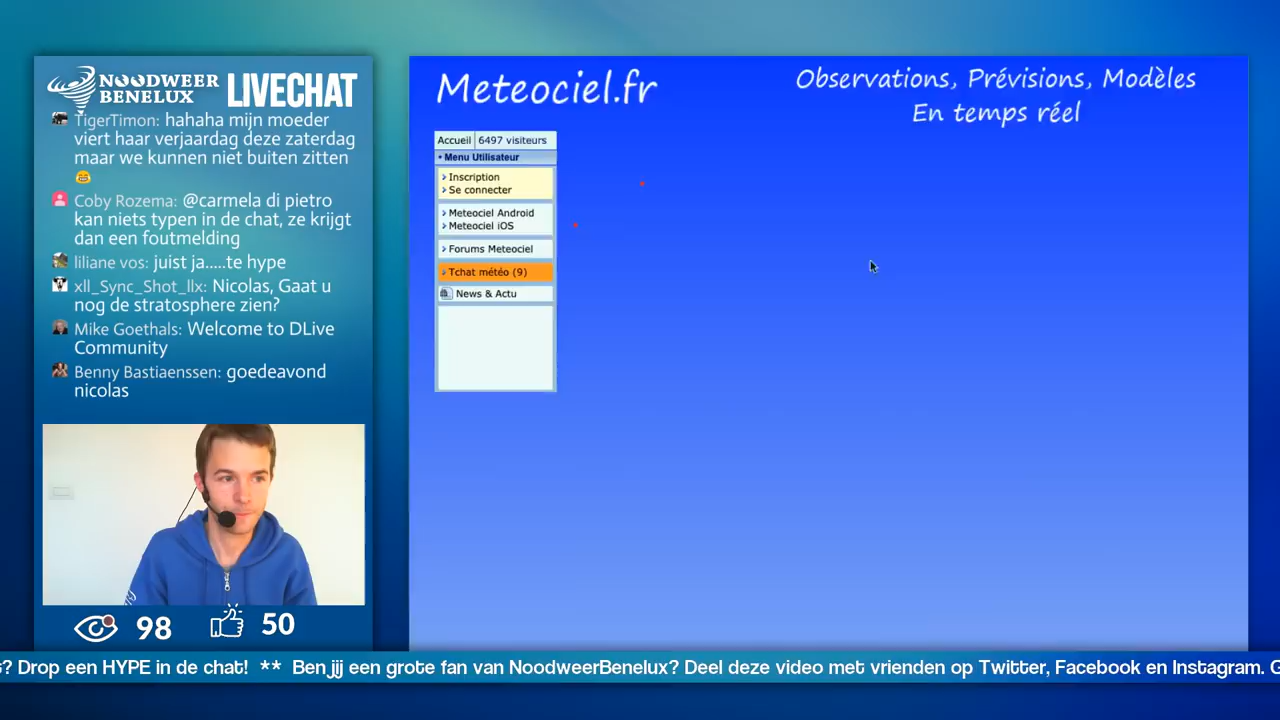 NOODWEER
BENELUX
LIVECHAT
TigerTimon: hahaha mijn moeder
viert haar verjaardag deze zaterdag
maar we kunnen niet buiten zitten
😂
Coby Rozema: @carmela di pietro
kan niets typen in de chat, ze krijgt
dan een foutmelding
liliane vos: juist ja.....te hype
xll_Sync_Shot_llx: Nicolas, Gaat u
nog de stratosphere zien?
Mike Goethals: Welcome to DLive
Community
Benny Bastiaenssen: goedeavond
nicolas
98
50
Meteociel.fr
Observations, Prévisions, Modèles
En temps réel
Accueil 6497 visiteurs
• Menu Utilisateur
Inscription
Se connecter
Meteociel Android
Meteociel iOS
Forums Meteociel
Tchat météo (9)
News & Actu
? Drop een HYPE in de chat! ** Ben jij een grote fan van NoodweerBenelux? Deel deze video met vrienden op Twitter, Facebook en Instagram. G